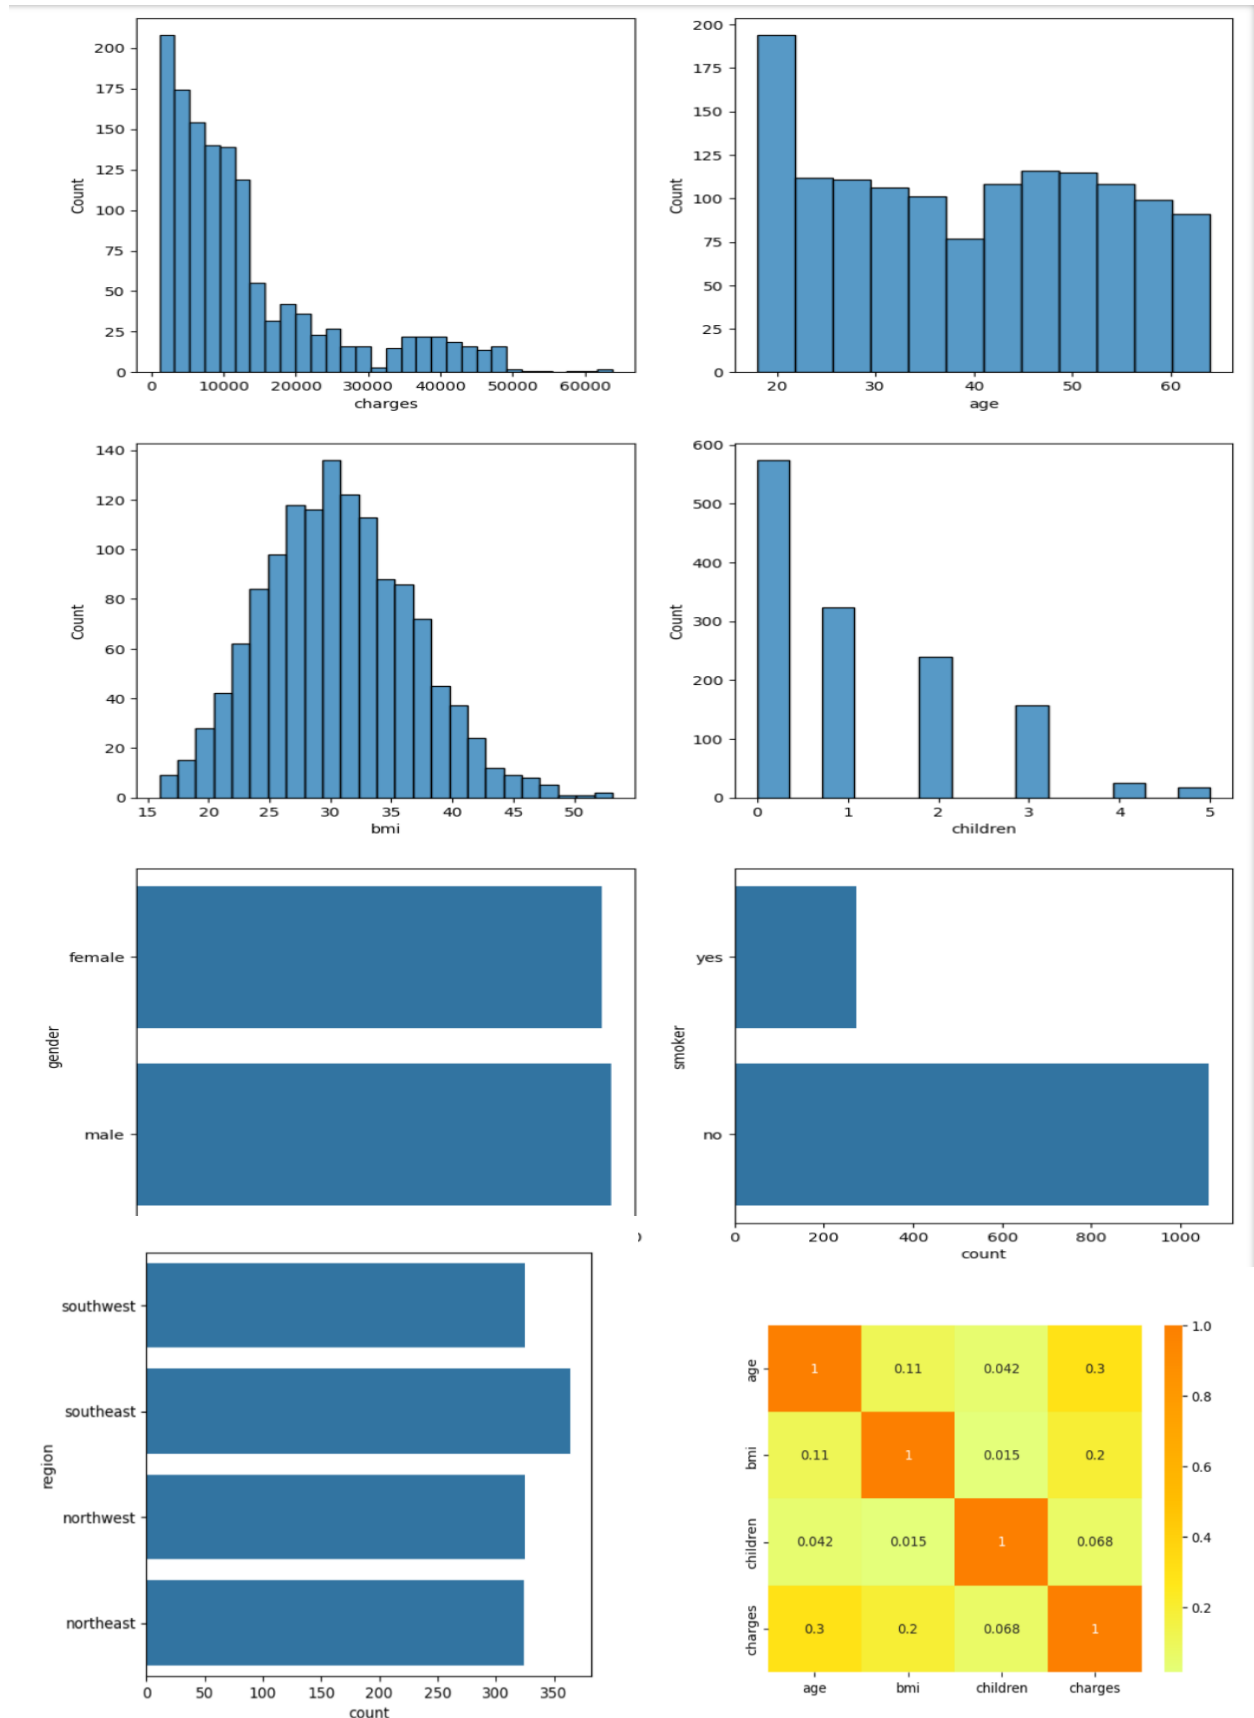 200
175
150
125
100
75
50
25
0
Count
0 10000 20000 30000 40000 50000 60000
charges
200
175
150
125
100
75
50
25
0
Count
20 30 40 50 60
age
140
120
100
80
60
40
20
0
Count
15 20 25 30 35 40 45 50
bmi
600
500
400
300
200
100
0
Count
0 1 2 3 4 5
children
female
male
gender
yes
no
smoker
0 200 400 600 800 1000
count
southwest
southeast
northwest
northeast
region
0 50 100 150 200 250 300 350
count
age
bmi
children
charges
1 0.11 0.042 0.3
0.11 1 0.015 0.2
0.042 0.015 1 0.068
0.3 0.2 0.068 1
age bmi children charges
1.0
0.8
0.6
0.4
0.2